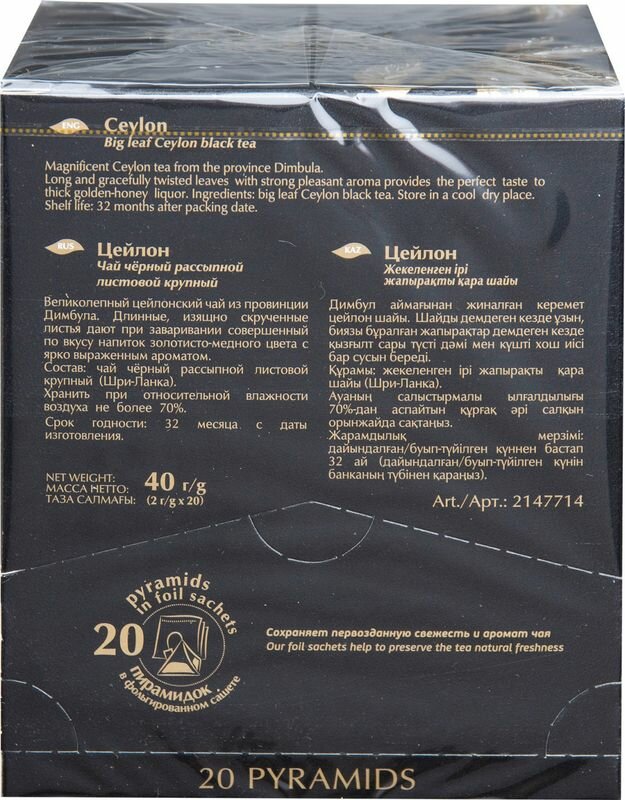 ENG Ceylon
Big leaf Ceylon black tea
Magnificent Ceylon tea from the province Dimbula.
Long and gracefully twisted leaves with strong pleasant aroma provides the perfect taste to
thick golden-honey liquor. Ingredients: big leaf Ceylon black tea. Store in a cool dry place.
Shelf life: 32 months after packing date.
RUS Цейлон
Чай чёрный рассыпной
листовой крупный
Великолепный цейлонский чай из провинции
Димбула. Длинные, изящно скрученные
листья дают при заваривании совершенный
по вкусу напиток золотисто-медного цвета с
ярко выраженным ароматом.
Состав: чай чёрный рассыпной листовой
крупный (Шри-Ланка).
Хранить при относительной влажности
воздуха не более 70%.
Срок годности: 32 месяца с даты
изготовления.
KAZ Цейлон
Жекеленген ірі
жапырақты қара шайы
Димбул аймағынан жиналған керемет
цейлон шайы. Шайды демдеген кезде ұзын,
биязы бұралған жапырақтар демдеген кезде
қызғылт сары түсті дәмі мен күшті хош иісі
бар сусын береді.
Құрамы: жекеленген ірі жапырақты қара
шайы (Шри-Ланка).
Ауаның салыстырмалы ылғалдылығы
70%-дан аспайтын құрғақ әрі салқын
орынжайда сақтаңыз.
Жарамдылық мерзімі:
дайындалған/буып-түйілген күннен бастап
32 ай (дайындалған/буып-түйілген күнін
банканың түбінен қараңыз).
NET WEIGHT:
МАССА НЕТТО: 40 г/g
ТАЗА САЛМАҒЫ: (2 г/g x 20)
Art./Арт.: 2147714
pyramids
in foil sachets
20
пирамидок
в фольгированном сашете
Сохраняет первозданную свежесть и аромат чая
Our foil sachets help to preserve the tea natural freshness
20 PYRAMIDS